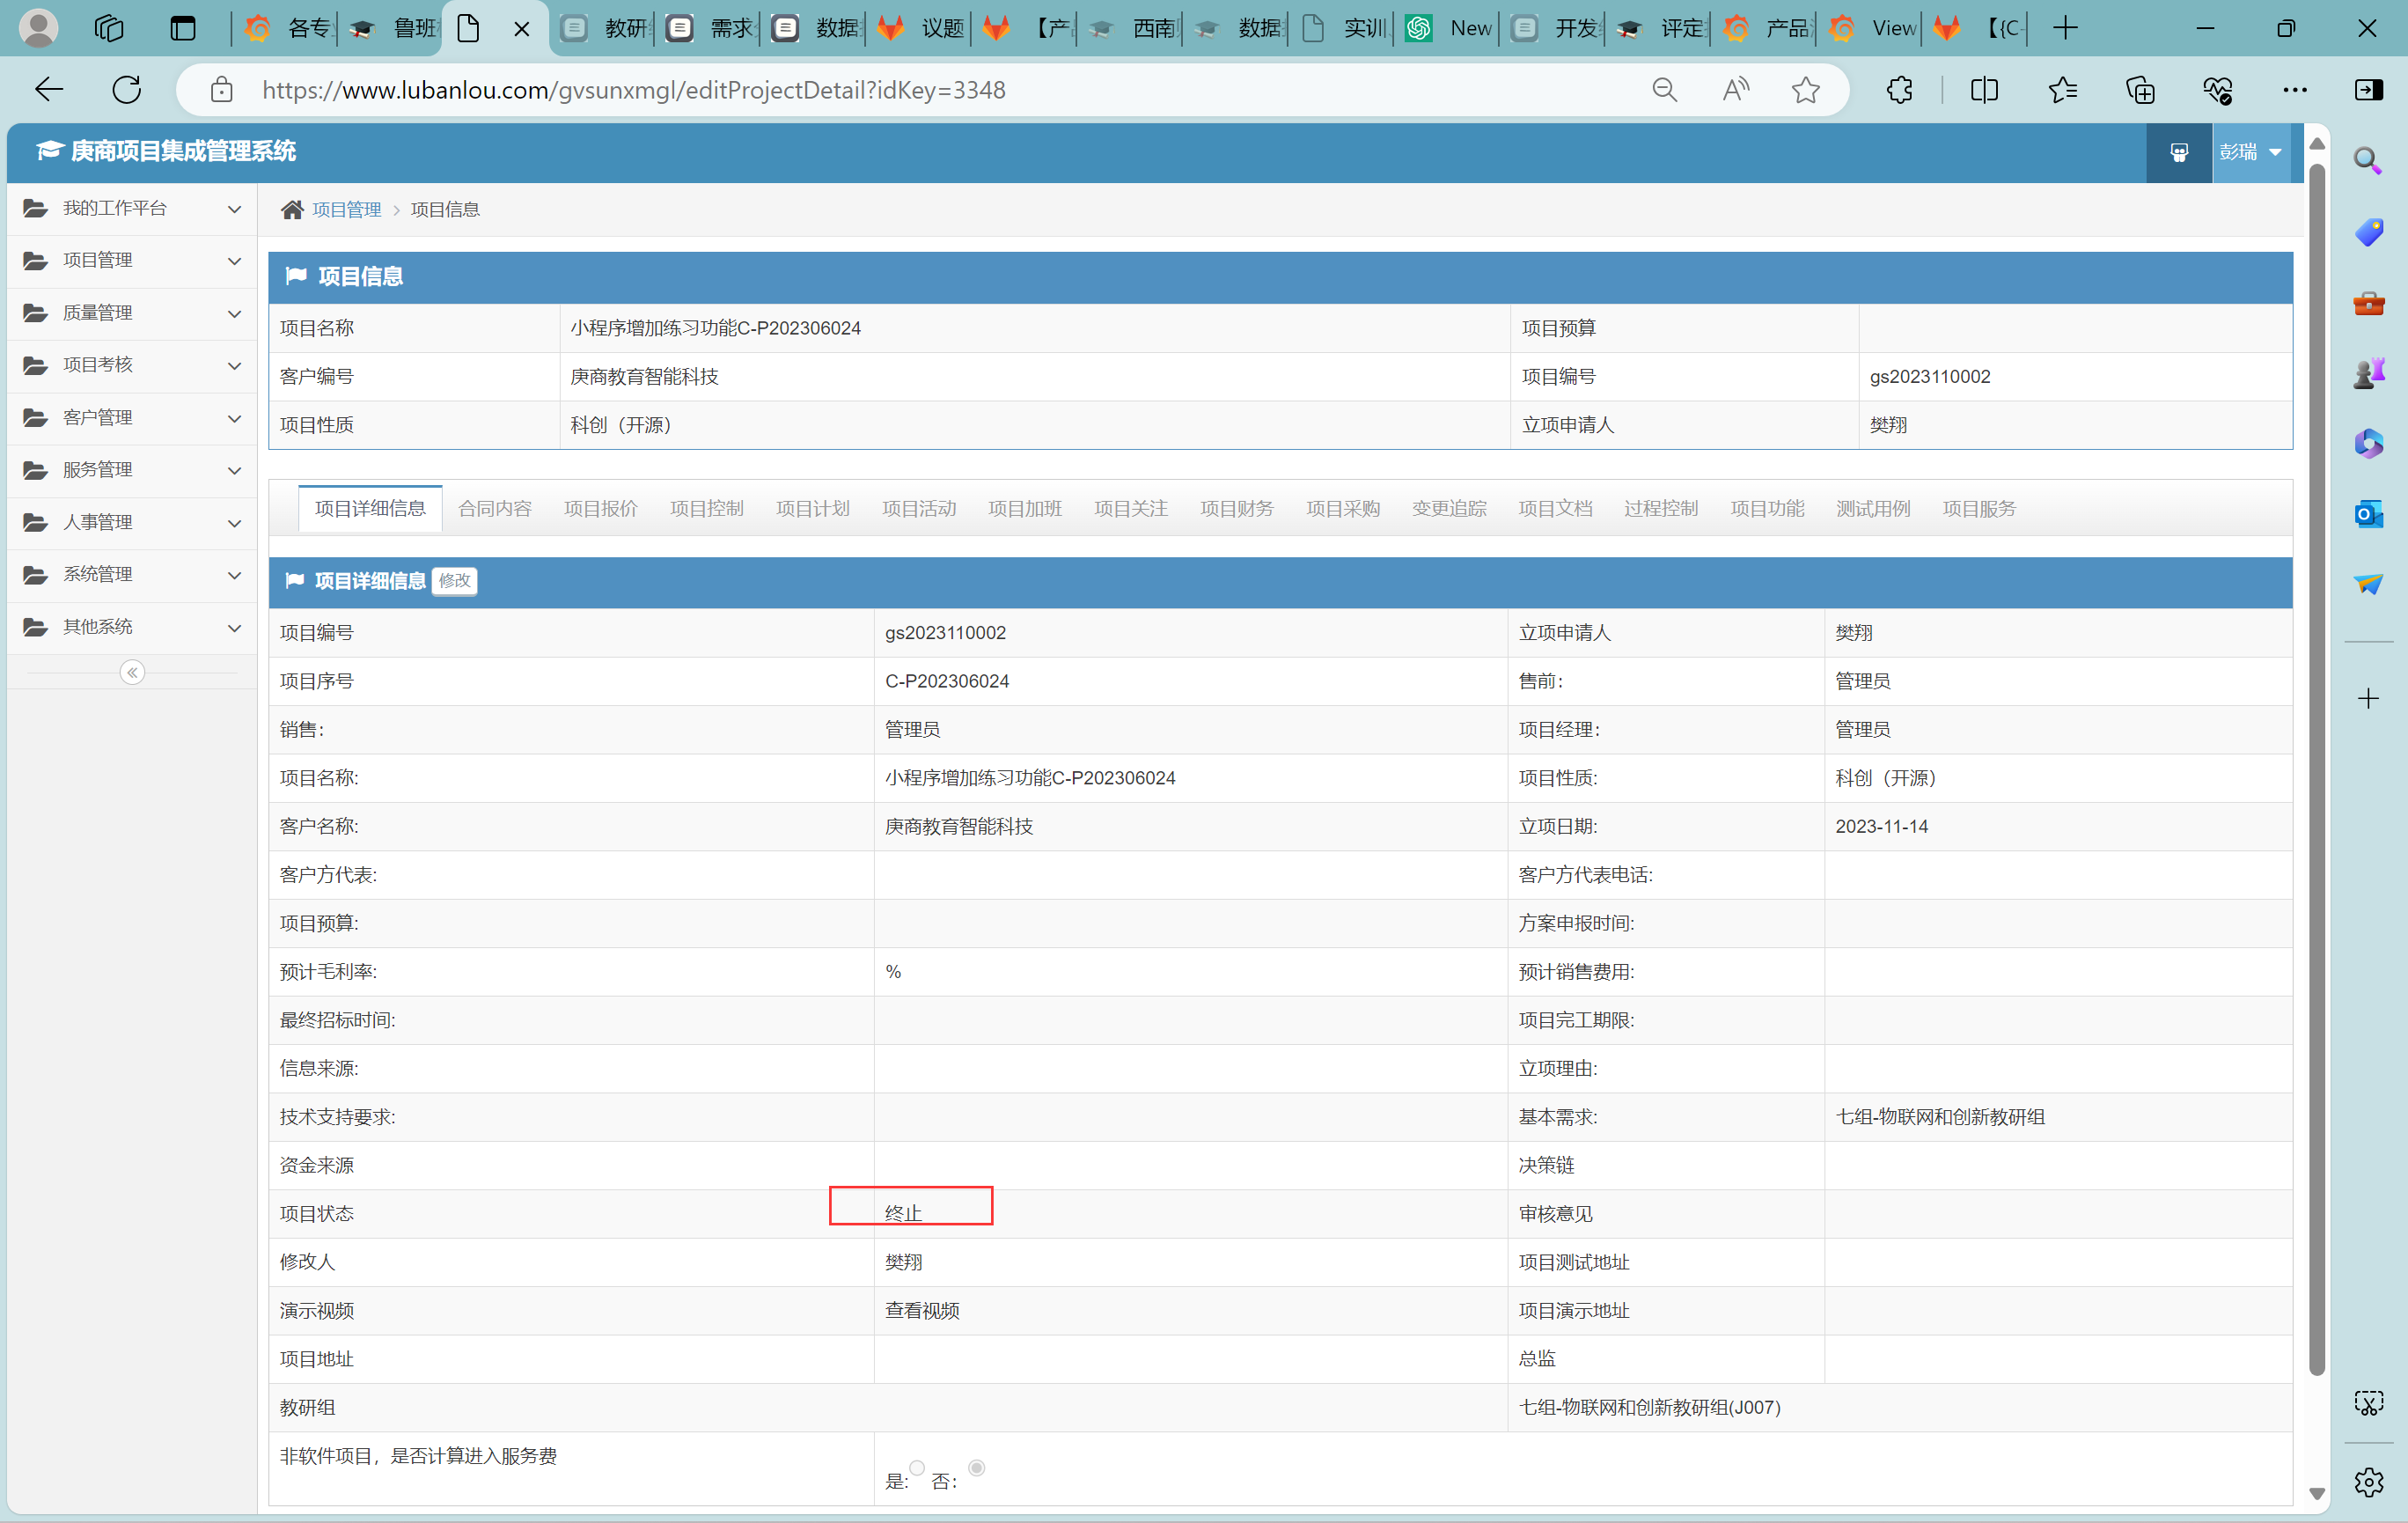 各专
鲁班
教研
需求
数据
议题
【产
西南
数据
实训
New
开发
评定
产品
View
【{C-
https://www.lubanlou.com/gvsunxmgl/editProjectDetail?idKey=3348
庚商项目集成管理系统
彭瑞
我的工作平台
项目管理
质量管理
项目考核
客户管理
服务管理
人事管理
系统管理
其他系统
项目管理 > 项目信息
项目信息
项目名称 小程序增加练习功能C-P202306024 项目预算
客户编号 庚商教育智能科技 项目编号 gs2023110002
项目性质 科创（开源） 立项申请人 樊翔
项目详细信息 合同内容 项目报价 项目控制 项目计划 项目活动 项目加班 项目关注 项目财务 项目采购 变更追踪 项目文档 过程控制 项目功能 测试用例 项目服务
项目详细信息 修改
项目编号 gs2023110002 立项申请人 樊翔
项目序号 C-P202306024 售前: 管理员
销售: 管理员 项目经理: 管理员
项目名称: 小程序增加练习功能C-P202306024 项目性质: 科创（开源）
客户名称: 庚商教育智能科技 立项日期: 2023-11-14
客户方代表: 客户方代表电话:
项目预算: 方案申报时间:
预计毛利率: % 预计销售费用:
最终招标时间: 项目完工期限:
信息来源: 立项理由:
技术支持要求: 基本需求: 七组-物联网和创新教研组
资金来源 决策链
项目状态 终止 审核意见
修改人 樊翔 项目测试地址
演示视频 查看视频 项目演示地址
项目地址 总监
教研组 七组-物联网和创新教研组(J007)
非软件项目，是否计算进入服务费 是: 否: